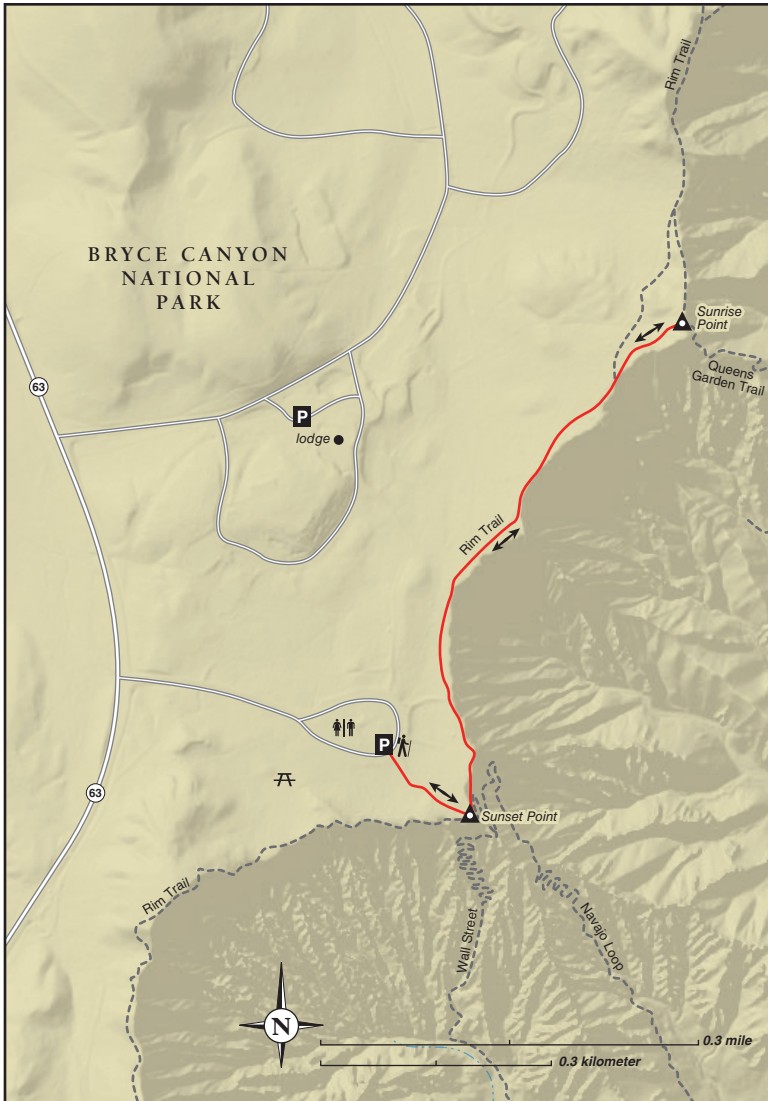 Rim Trail
BRYCE CANYON
NATIONAL
PARK
Sunrise
Point
Queens
Garden Trail
63
P
lodge
Rim Trail
P
63
Sunset Point
Rim Trail
Wall Street
Navajo Loop
N
0.3 mile
0.3 kilometer